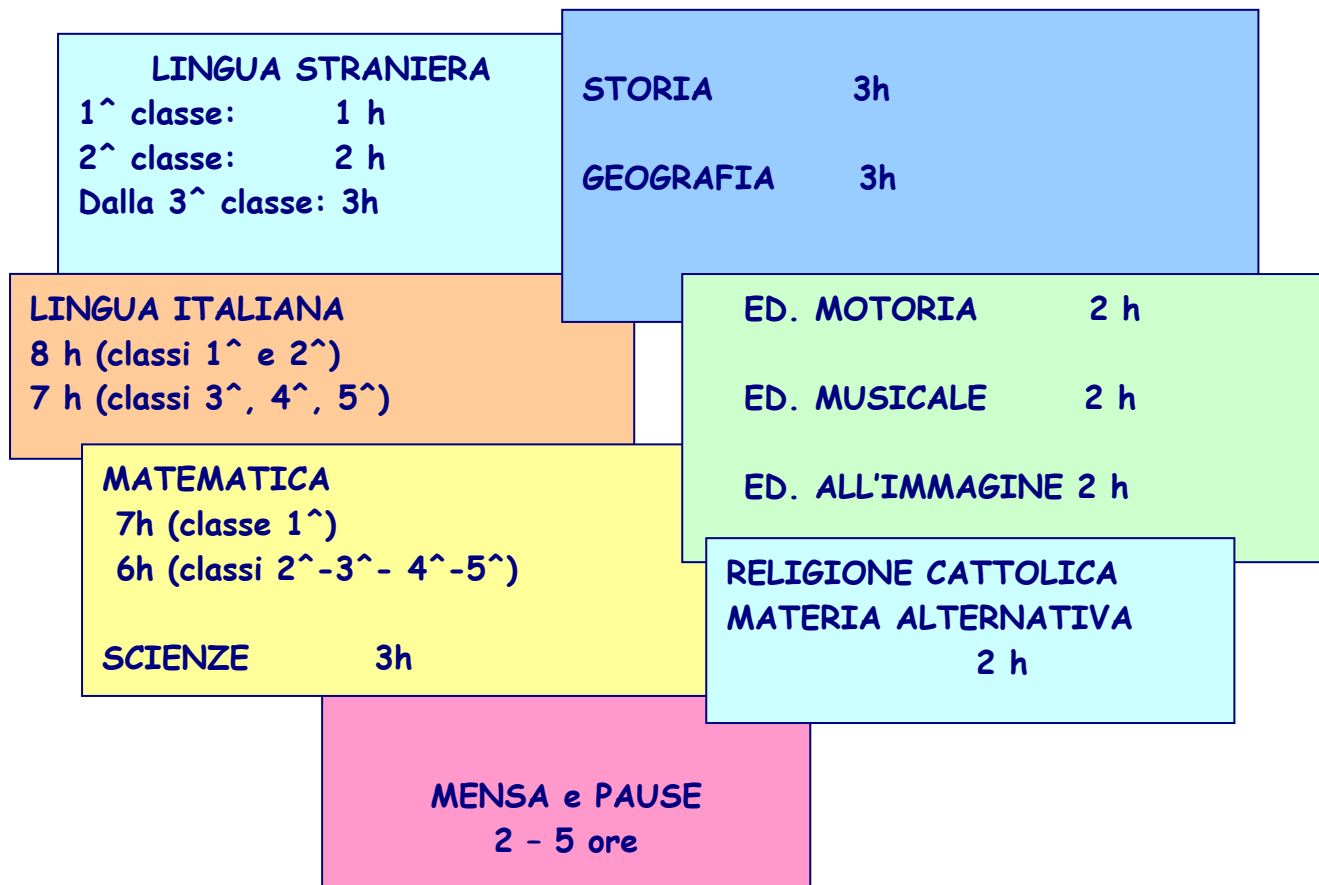 LINGUA STRANIERA
1^ classe: 1 h
2^ classe: 2 h
Dalla 3^ classe: 3h
STORIA 3h
GEOGRAFIA 3h
LINGUA ITALIANA
8 h (classi 1^ e 2^)
7 h (classi 3^, 4^, 5^)
ED. MOTORIA 2 h
ED. MUSICALE 2 h
ED. ALL'IMMAGINE 2 h
MATEMATICA
7h (classe 1^)
6h (classi 2^-3^- 4^-5^)
SCIENZE 3h
RELIGIONE CATTOLICA
MATERIA ALTERNATIVA
2 h
MENSA e PAUSE
2 – 5 ore